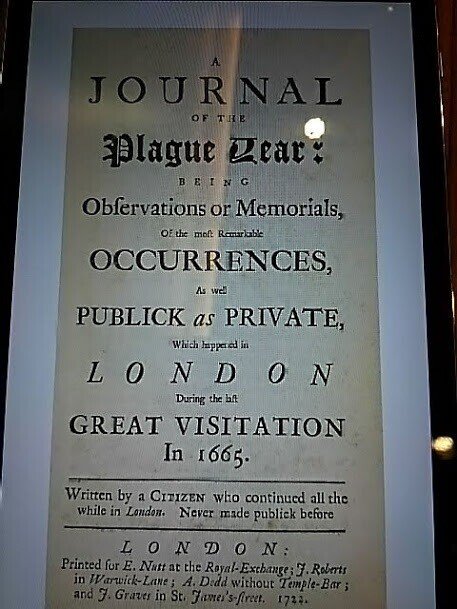 A
JOURNAL
OF THE
Plague Year:
BEING
Obſervations or Memorials,
Of the moſt Remarkable
OCCURRENCES,
As well
PUBLICK as PRIVATE,
Which happened in
LONDON
During the laſt
GREAT VISITATION
In 1665.
Written by a CITIZEN who continued all the
while in London. Never made publick before
LONDON:
Printed for E. Nutt at the Royal-Exchange; J. Roberts
in Warwick-Lane; A. Dodd without Temple-Bar;
and J. Graves in St. James's-ſtreet. 1722.